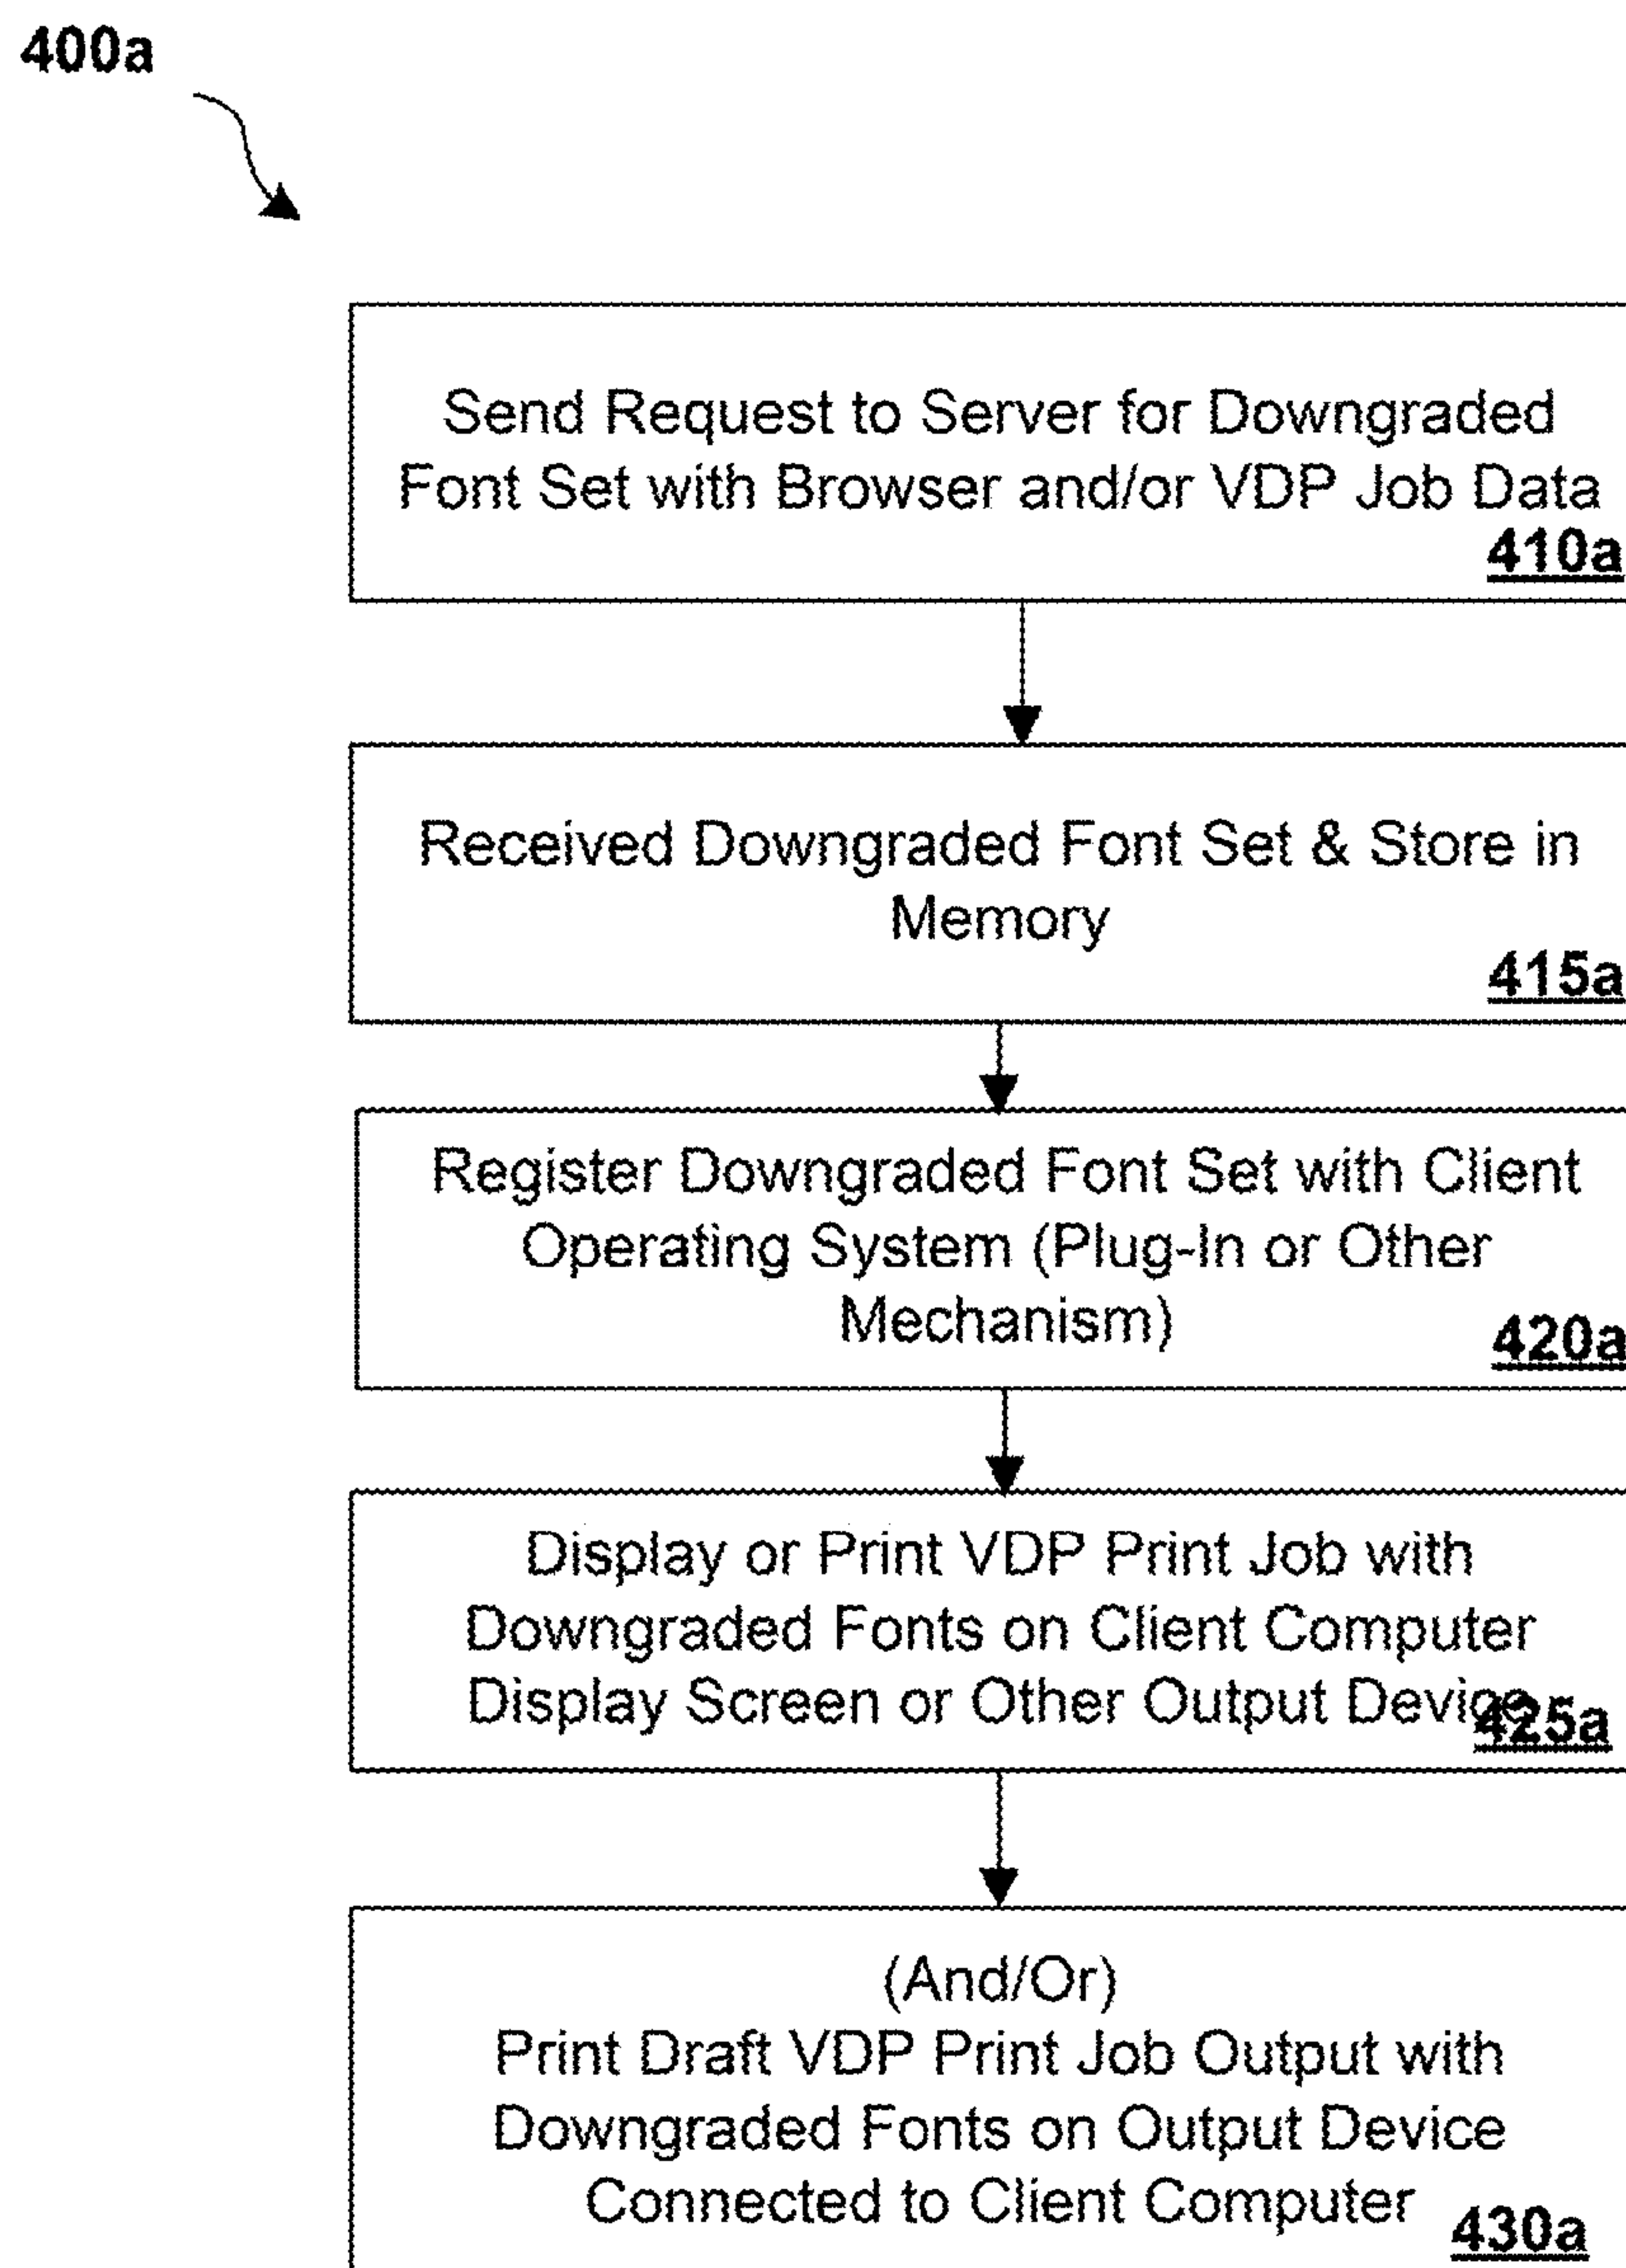 400a
Send Request to Server for Downgraded
Font Set with Browser and/or VDP Job Data
410a
Received Downgraded Font Set & Store in
Memory
415a
Register Downgraded Font Set with Client
Operating System (Plug-In or Other
Mechanism)
420a
Display or Print VDP Print Job with
Downgraded Fonts on Client Computer
Display Screen or Other Output Device
425a
(And/Or)
Print Draft VDP Print Job Output with
Downgraded Fonts on Output Device
Connected to Client Computer
430a